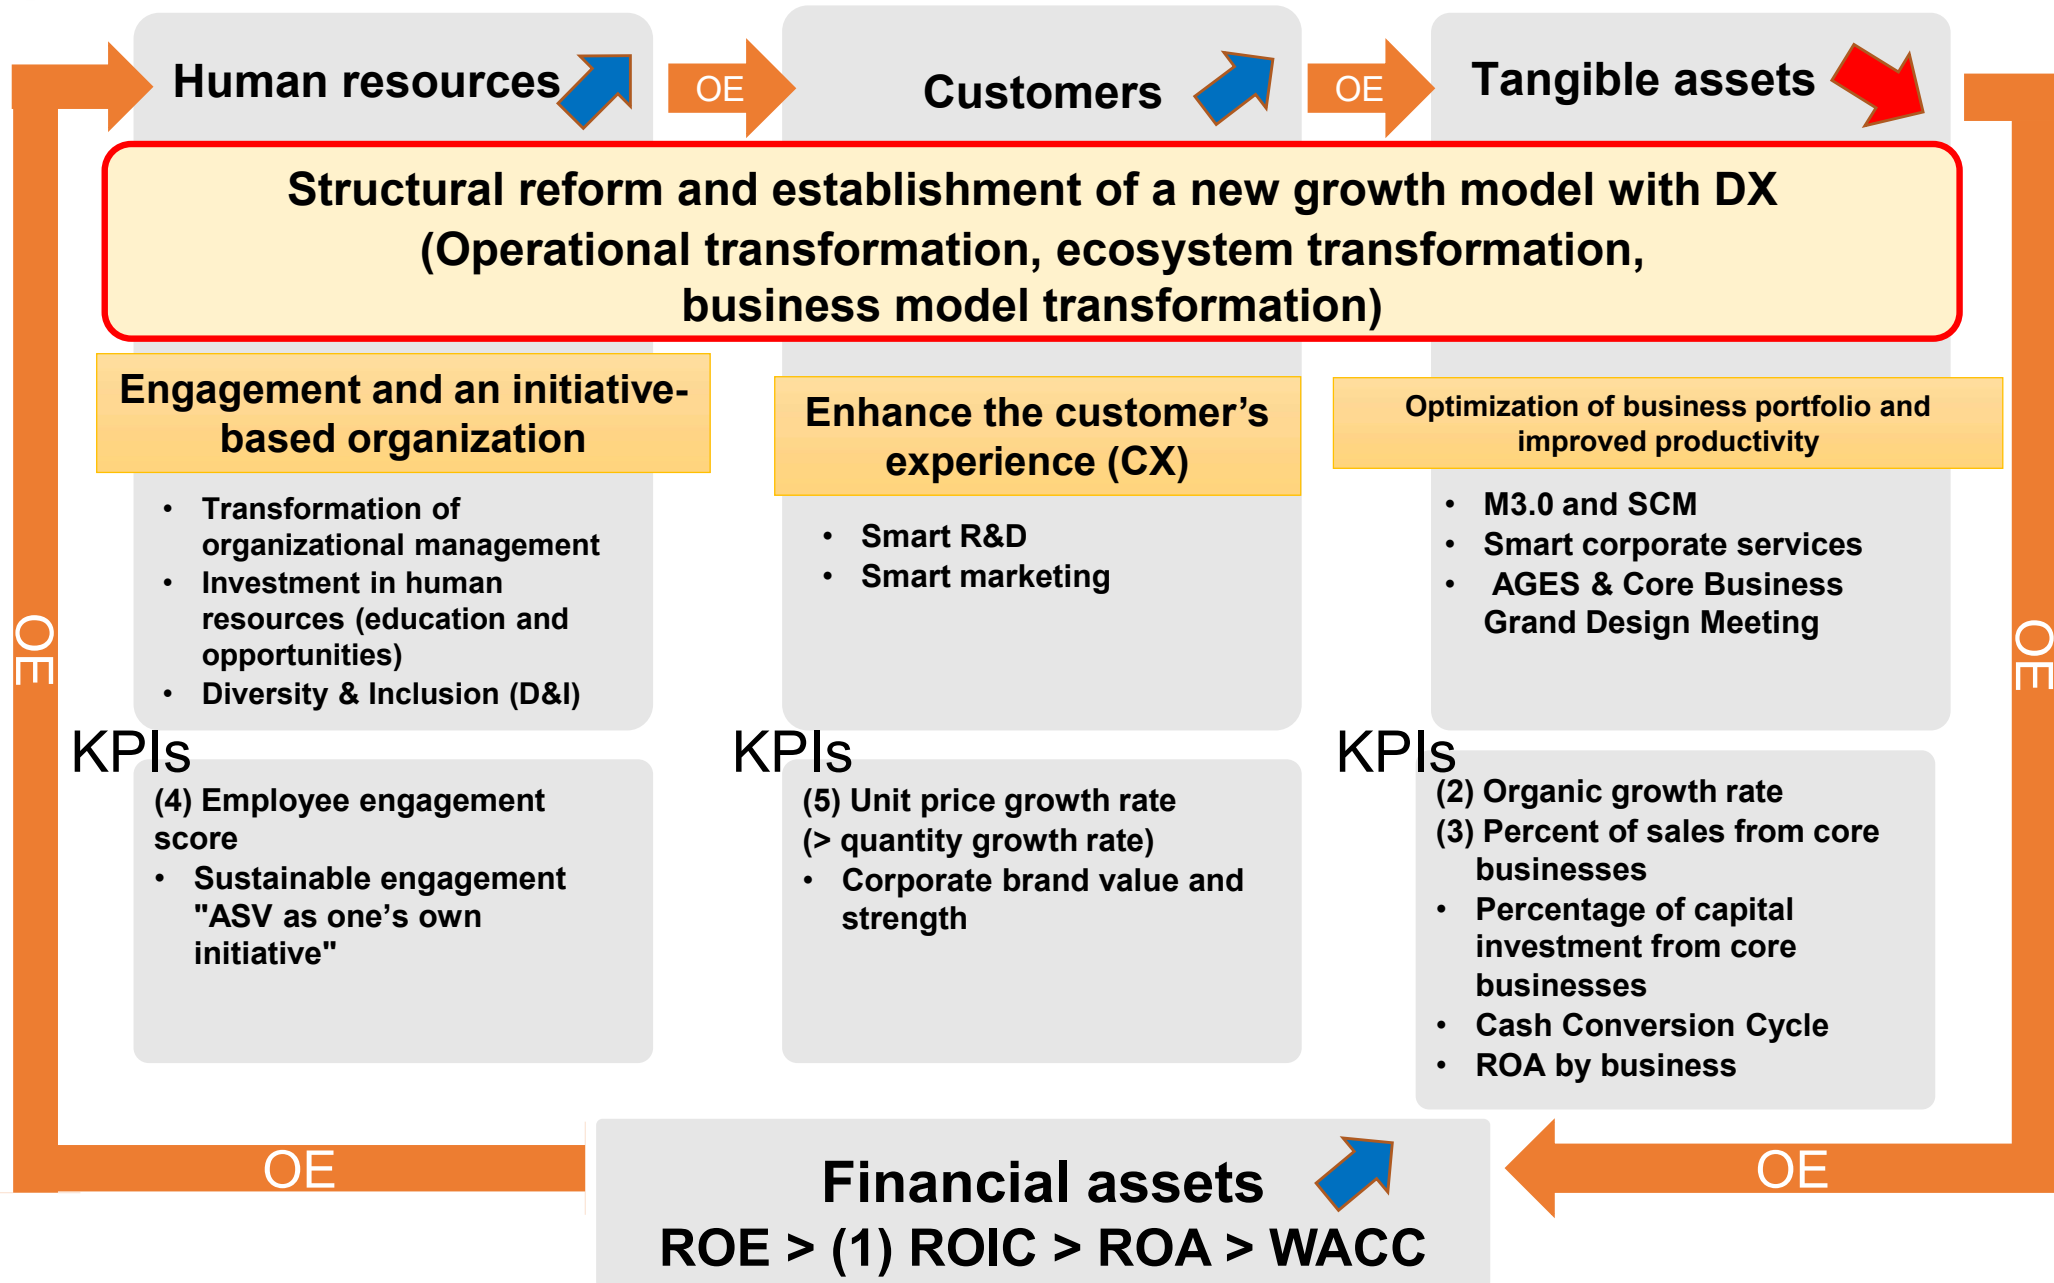 Human resources
OE
Customers
OE
Tangible assets
Structural reform and establishment of a new growth model with DX
(Operational transformation, ecosystem transformation,
business model transformation)
Engagement and an initiative-
based organization
• Transformation of
organizational management
• Investment in human
resources (education and
opportunities)
• Diversity & Inclusion (D&I)
Enhance the customer’s
experience (CX)
• Smart R&D
• Smart marketing
Optimization of business portfolio and
improved productivity
• M3.0 and SCM
• Smart corporate services
• AGES & Core Business
Grand Design Meeting
OE
OE
KPIs
(4) Employee engagement
score
• Sustainable engagement
"ASV as one’s own
initiative"
KPIs
(5) Unit price growth rate
(> quantity growth rate)
• Corporate brand value and
strength
KPIs
(2) Organic growth rate
(3) Percent of sales from core
businesses
• Percentage of capital
investment from core
businesses
• Cash Conversion Cycle
• ROA by business
OE
Financial assets
ROE > (1) ROIC > ROA > WACC
OE